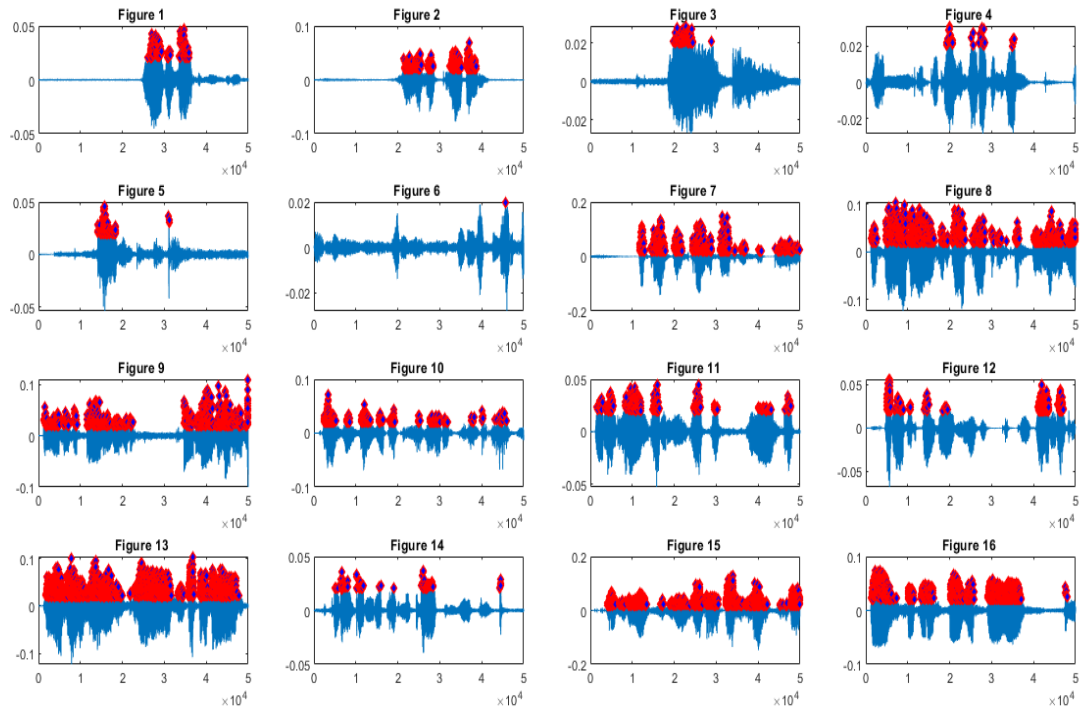 Figure 1 Figure 2 Figure 3 Figure 4
0.05 0.1 0.02 0.02
0 0 0 0
-0.05 -0.1 -0.02 -0.02
0 1 2 3 4 5 0 1 2 3 4 5 0 1 2 3 4 5 0 1 2 3 4 5
×10⁴ ×10⁴ ×10⁴ ×10⁴
Figure 5 Figure 6 Figure 7 Figure 8
0.05 0.02 0.2 0.1
0 0 0 0
-0.05 -0.02 -0.2 -0.1
0 1 2 3 4 5 0 1 2 3 4 5 0 1 2 3 4 5 0 1 2 3 4 5
×10⁴ ×10⁴ ×10⁴ ×10⁴
Figure 9 Figure 10 Figure 11 Figure 12
0.1 0.1 0.05 0.05
0 0 0 0
-0.1 -0.1 -0.05 -0.05
0 1 2 3 4 5 0 1 2 3 4 5 0 1 2 3 4 5 0 1 2 3 4 5
×10⁴ ×10⁴ ×10⁴ ×10⁴
Figure 13 Figure 14 Figure 15 Figure 16
0.1 0.05 0.2 0.1
0 0 0 0
-0.1 -0.05 -0.2 -0.1
0 1 2 3 4 5 0 1 2 3 4 5 0 1 2 3 4 5 0 1 2 3 4 5
×10⁴ ×10⁴ ×10⁴ ×10⁴